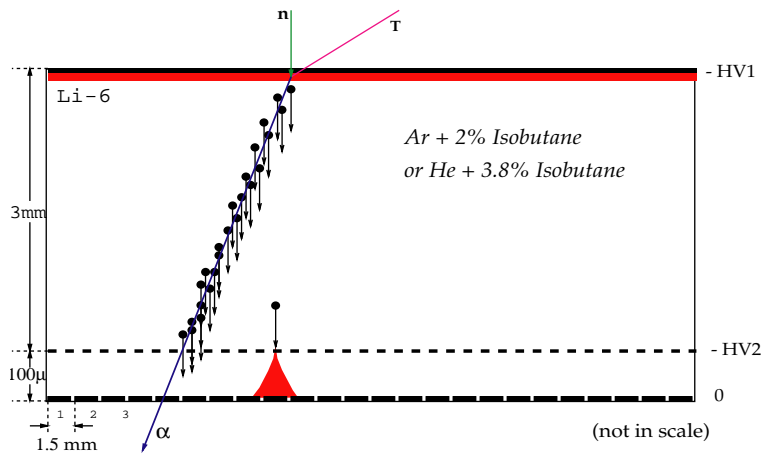 n
T
- HV1
Li-6
Ar + 2% Isobutane
or He + 3.8% Isobutane
3mm
- HV2
100μ
0
1 2 3
α
1.5 mm
(not in scale)